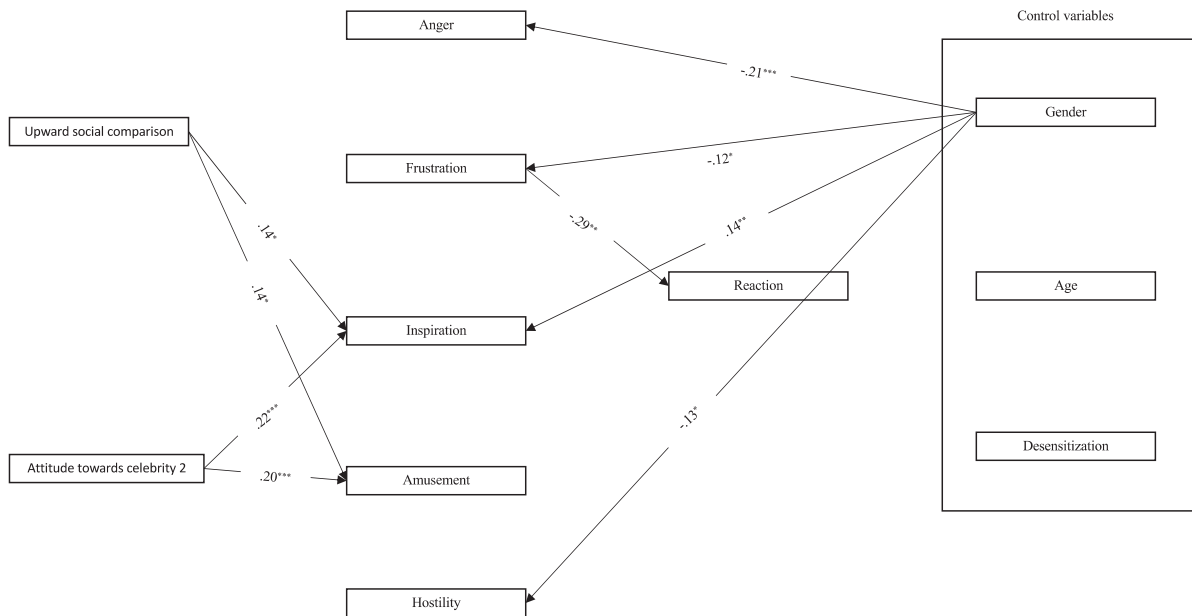 Control variables
Anger
-.21***
Gender
Upward social comparison
Frustration
-.12*
-.29**
.14**
.14*
.14*
Reaction
Age
Inspiration
.22***
-.13*
Attitude towards celebrity 2
.20***
Amusement
Desensitization
Hostility